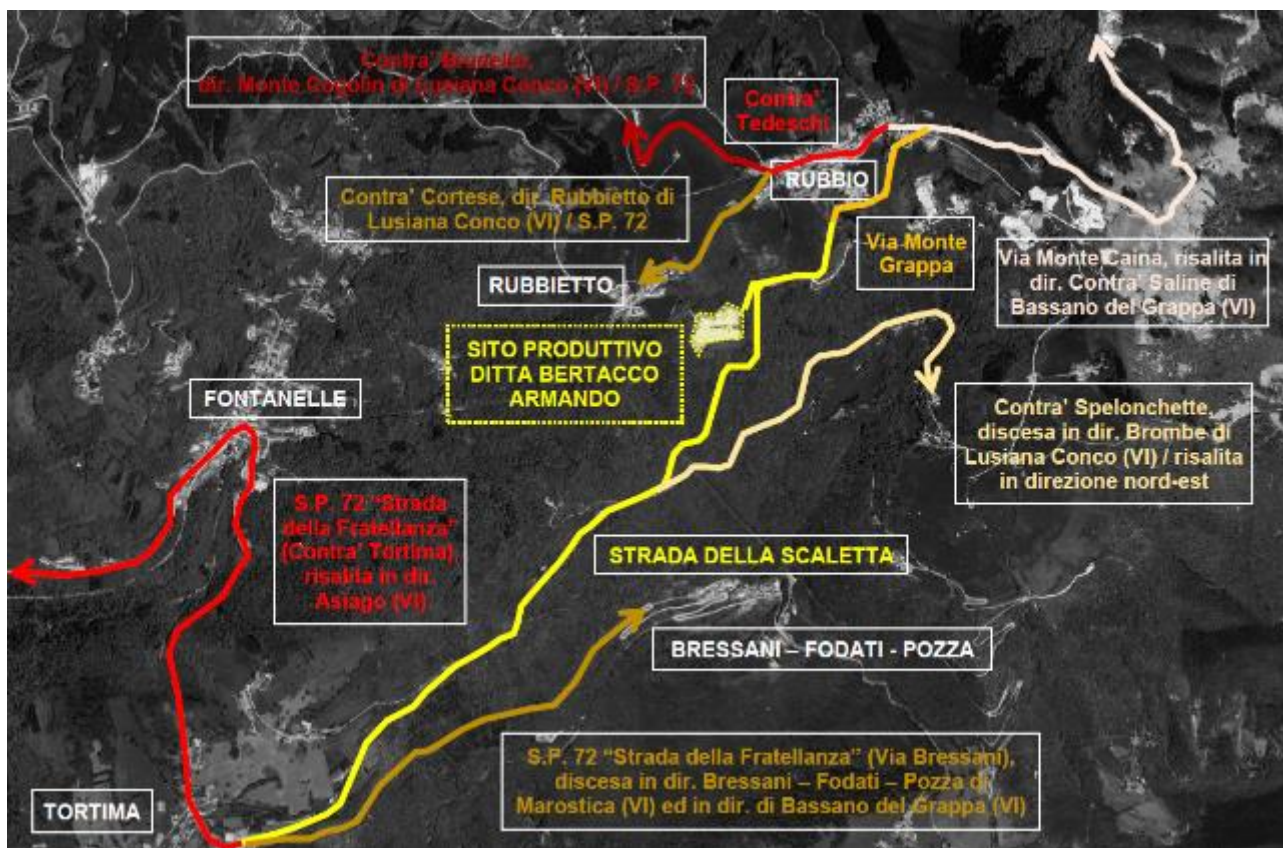 Contra' Brunello,
dir. Monte Cogolin di Lusiana Conco (VI) / S.P. 72
Contra'
Tedeschi
RUBBIO
Contra' Cortese, dir. Rubbietto di
Lusiana Conco (VI) / S.P. 72
Via Monte
Grappa
Via Monte Caina, risalita in
dir. Contra' Saline di
Bassano del Grappa (VI)
RUBBIETTO
SITO PRODUTTIVO
DITTA BERTACCO
ARMANDO
FONTANELLE
Contra' Spelonchette,
discesa in dir. Brombe di
Lusiana Conco (VI) / risalita
in direzione nord-est
S.P. 72 "Strada
della Fratellanza"
(Contra' Tortima)
risalita in dir.
Asiago (VI)
STRADA DELLA SCALETTA
BRESSANI – FODATI - POZZA
S.P. 72 "Strada della Fratellanza" (Via Bressani),
discesa in dir. Bressani – Fodati – Pozza di
Marostica (VI) ed in dir. di Bassano del Grappa (VI)
TORTIMA